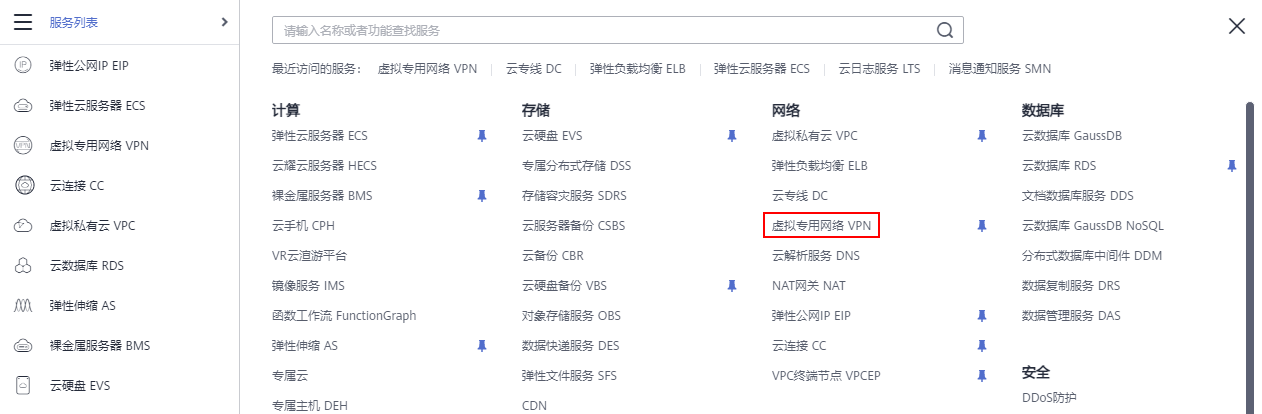 服务列表
弹性公网IP EIP
弹性云服务器 ECS
虚拟专用网络 VPN
云连接 CC
虚拟私有云 VPC
云数据库 RDS
弹性伸缩 AS
裸金属服务器 BMS
云硬盘 EVS
请输入名称或者功能查找服务
最近访问的服务： 虚拟专用网络 VPN | 云专线 DC | 弹性负载均衡 ELB | 弹性云服务器 ECS | 云日志服务 LTS | 消息通知服务 SMN
计算
弹性云服务器 ECS
云耀云服务器 HECS
裸金属服务器 BMS
云手机 CPH
VR云渲游平台
镜像服务 IMS
函数工作流 FunctionGraph
弹性伸缩 AS
专属云
专属主机 DEH
存储
云硬盘 EVS
专属分布式存储 DSS
存储容灾服务 SDRS
云服务器备份 CSBS
云备份 CBR
云硬盘备份 VBS
对象存储服务 OBS
数据快递服务 DES
弹性文件服务 SFS
CDN
网络
虚拟私有云 VPC
弹性负载均衡 ELB
云专线 DC
虚拟专用网络 VPN
云解析服务 DNS
NAT网关 NAT
弹性公网IP EIP
云连接 CC
VPC终端节点 VPCEP
数据库
云数据库 GaussDB
云数据库 RDS
文档数据库服务 DDS
云数据库 GaussDB NoSQL
分布式数据库中间件 DDM
数据复制服务 DRS
数据管理服务 DAS
安全
DDoS防护